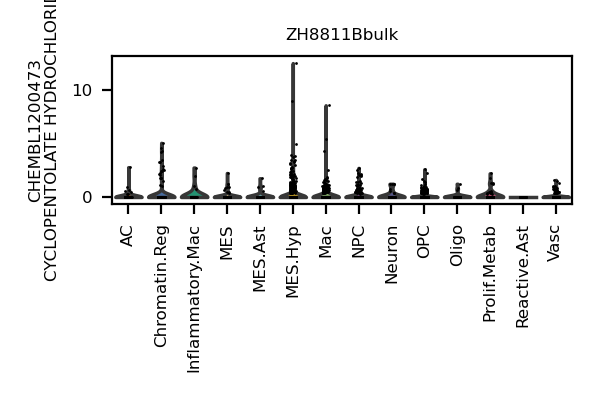 ZH8811Bbulk
CHEMBL1200473
10
0
AC
Chromatin.Reg
Inflammatory.Mac
MES
MES.Ast
MES.Hyp
Mac
NPC
Neuron
OPC
Oligo
Prolif.Metab
Reactive.Ast
Vasc
CYCLOPENTOLATE